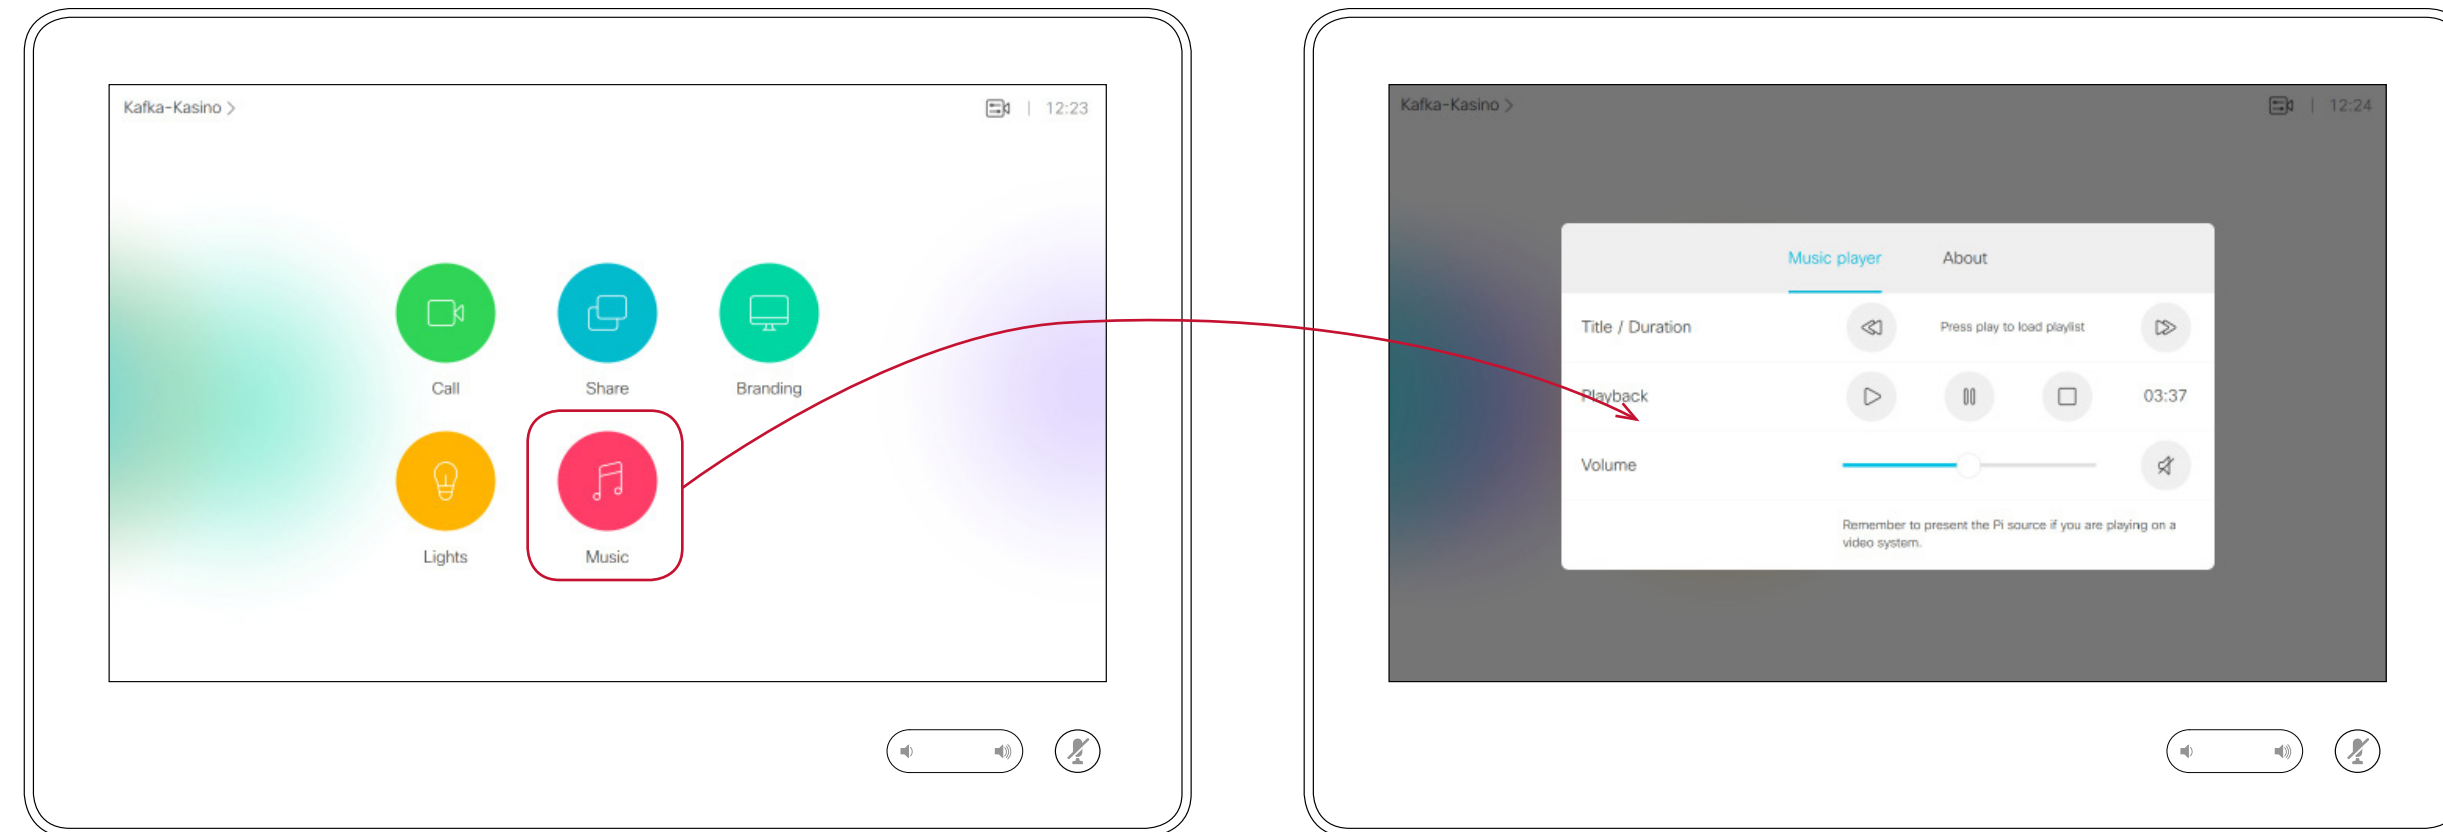 Kafka-Kasino >
12:23
Call
Share
Branding
Lights
Music
Kafka-Kasino >
12:24
Music player
About
Title / Duration
Press play to load playlist
Playback
03:37
Volume
Remember to present the Pi source if you are playing on a
video system.